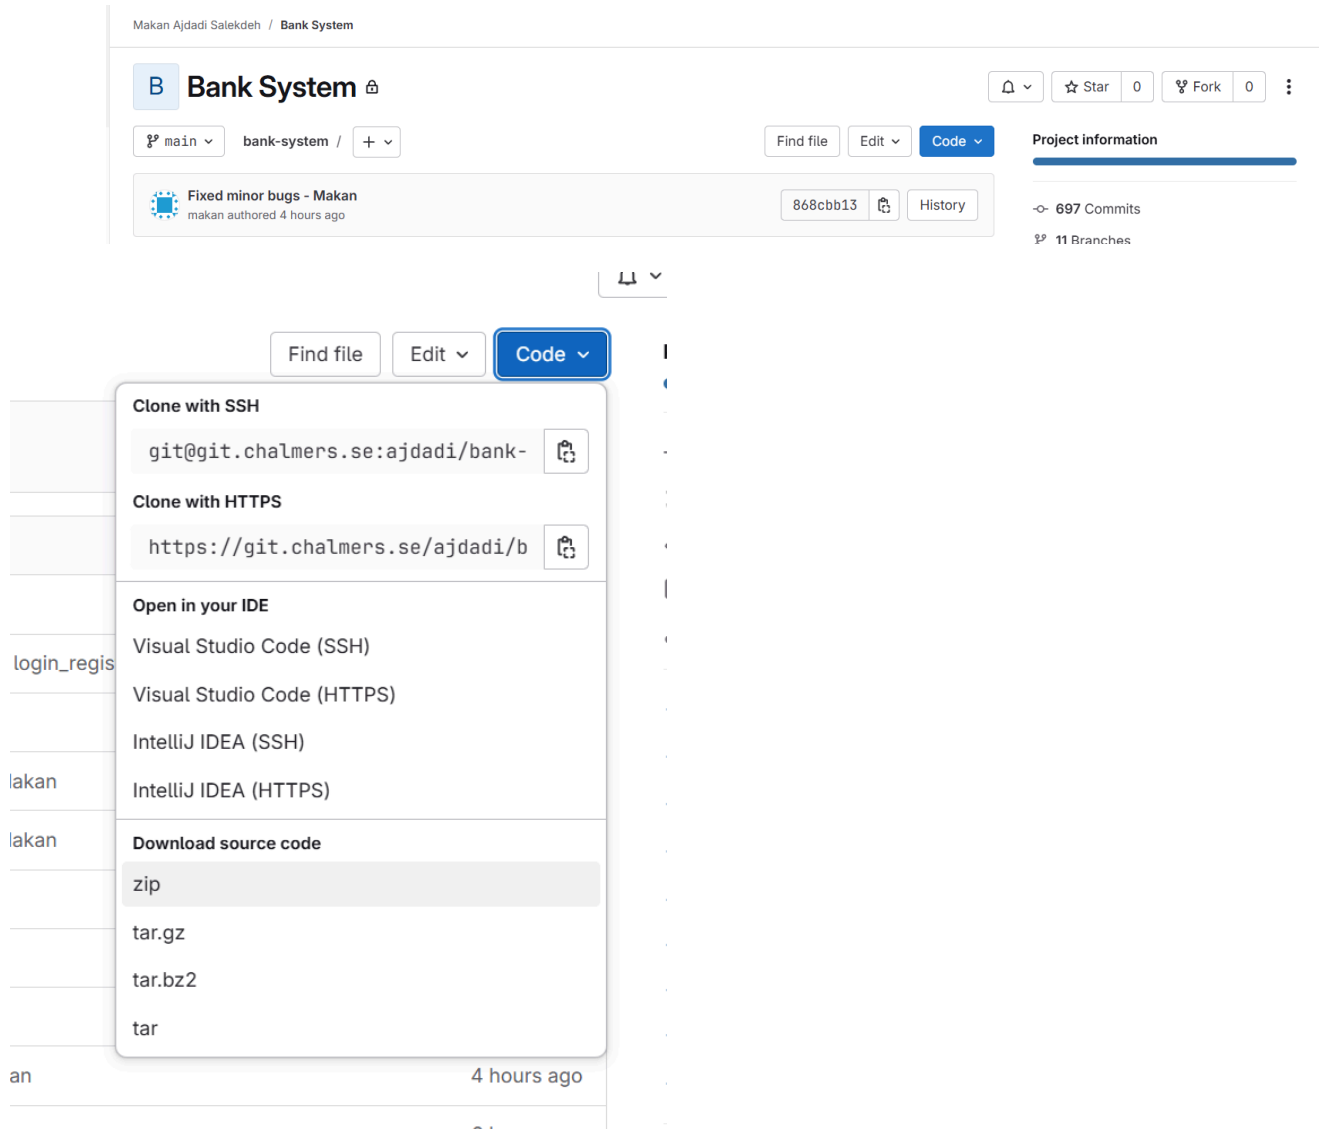 Makan Ajdadi Salekdeh / Bank System
B Bank System
Star 0 Fork 0
main bank-system / +
Find file Edit Code
Project information
Fixed minor bugs - Makan
makan authored 4 hours ago
868cbb13 History
697 Commits
11 Branches
Find file Edit Code
Clone with SSH
git@git.chalmers.se:ajdadi/bank-
Clone with HTTPS
https://git.chalmers.se/ajdadi/b
Open in your IDE
Visual Studio Code (SSH)
login_regis
Visual Studio Code (HTTPS)
IntelliJ IDEA (SSH)
akan
IntelliJ IDEA (HTTPS)
akan
Download source code
zip
tar.gz
tar.bz2
tar
an
4 hours ago